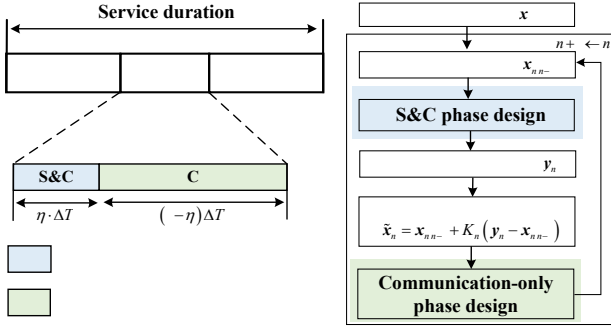 Service duration
S&C
C
η·ΔT
( −η)ΔT
x
n+ ← n
x_{n n−}
S&C phase design
y_n
x̃_n = x_{n n−} + K_n(y_n − x_{n n−})
Communication-only
phase design